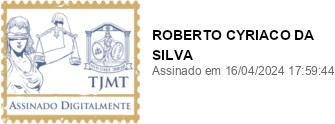 TJMT
ASSINADO DIGITALMENTE
ROBERTO CYRIACO DA
SILVA
Assinado em 16/04/2024 17:59:44